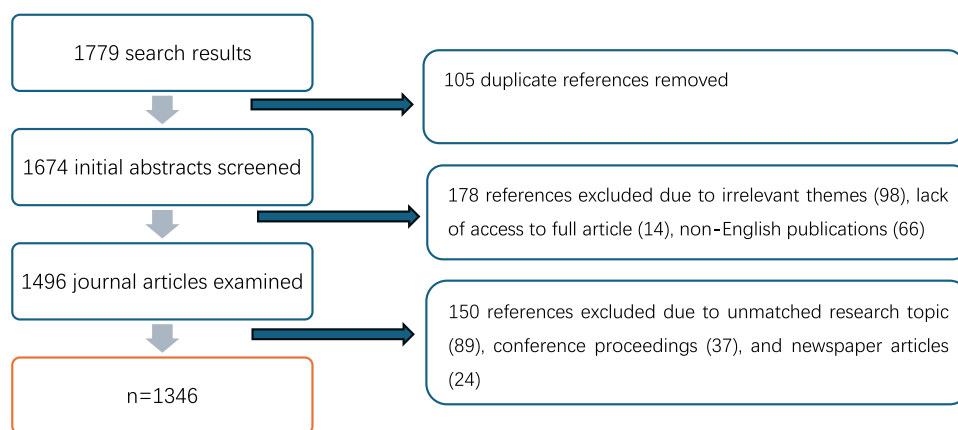 1779 search results
105 duplicate references removed
1674 initial abstracts screened
178 references excluded due to irrelevant themes (98), lack
of access to full article (14), non-English publications (66)
1496 journal articles examined
150 references excluded due to unmatched research topic
(89), conference proceedings (37), and newspaper articles
(24)
n=1346